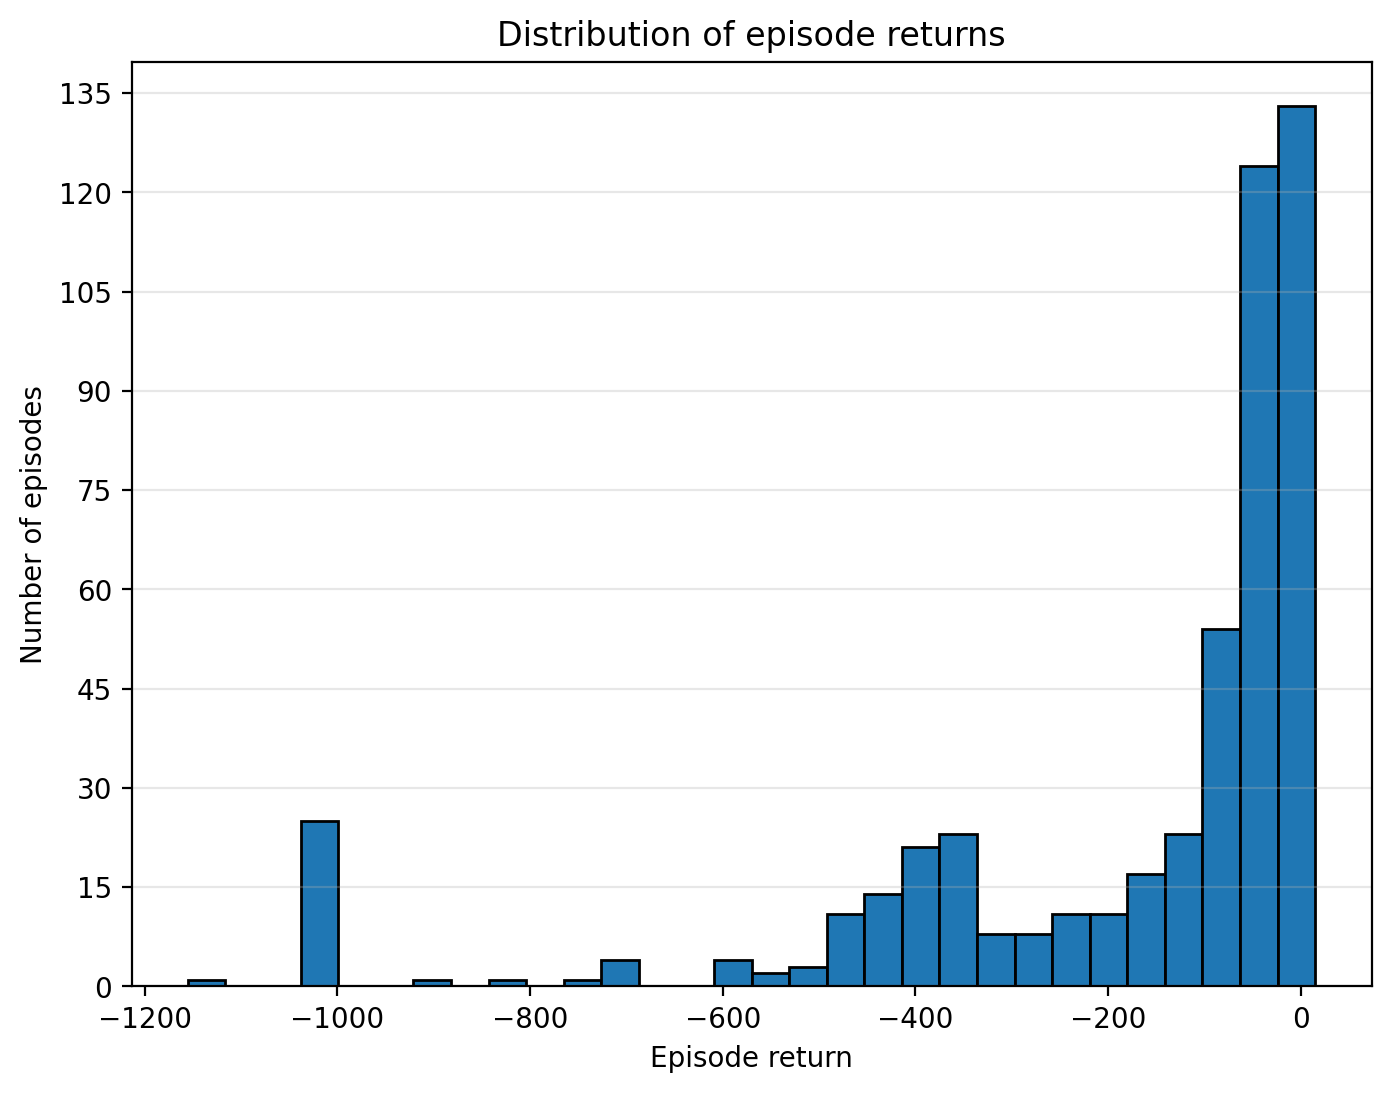 Distribution of episode returns
135
120
105
90
75
60
45
30
15
0
Number of episodes
−1200 −1000 −800 −600 −400 −200 0
Episode return